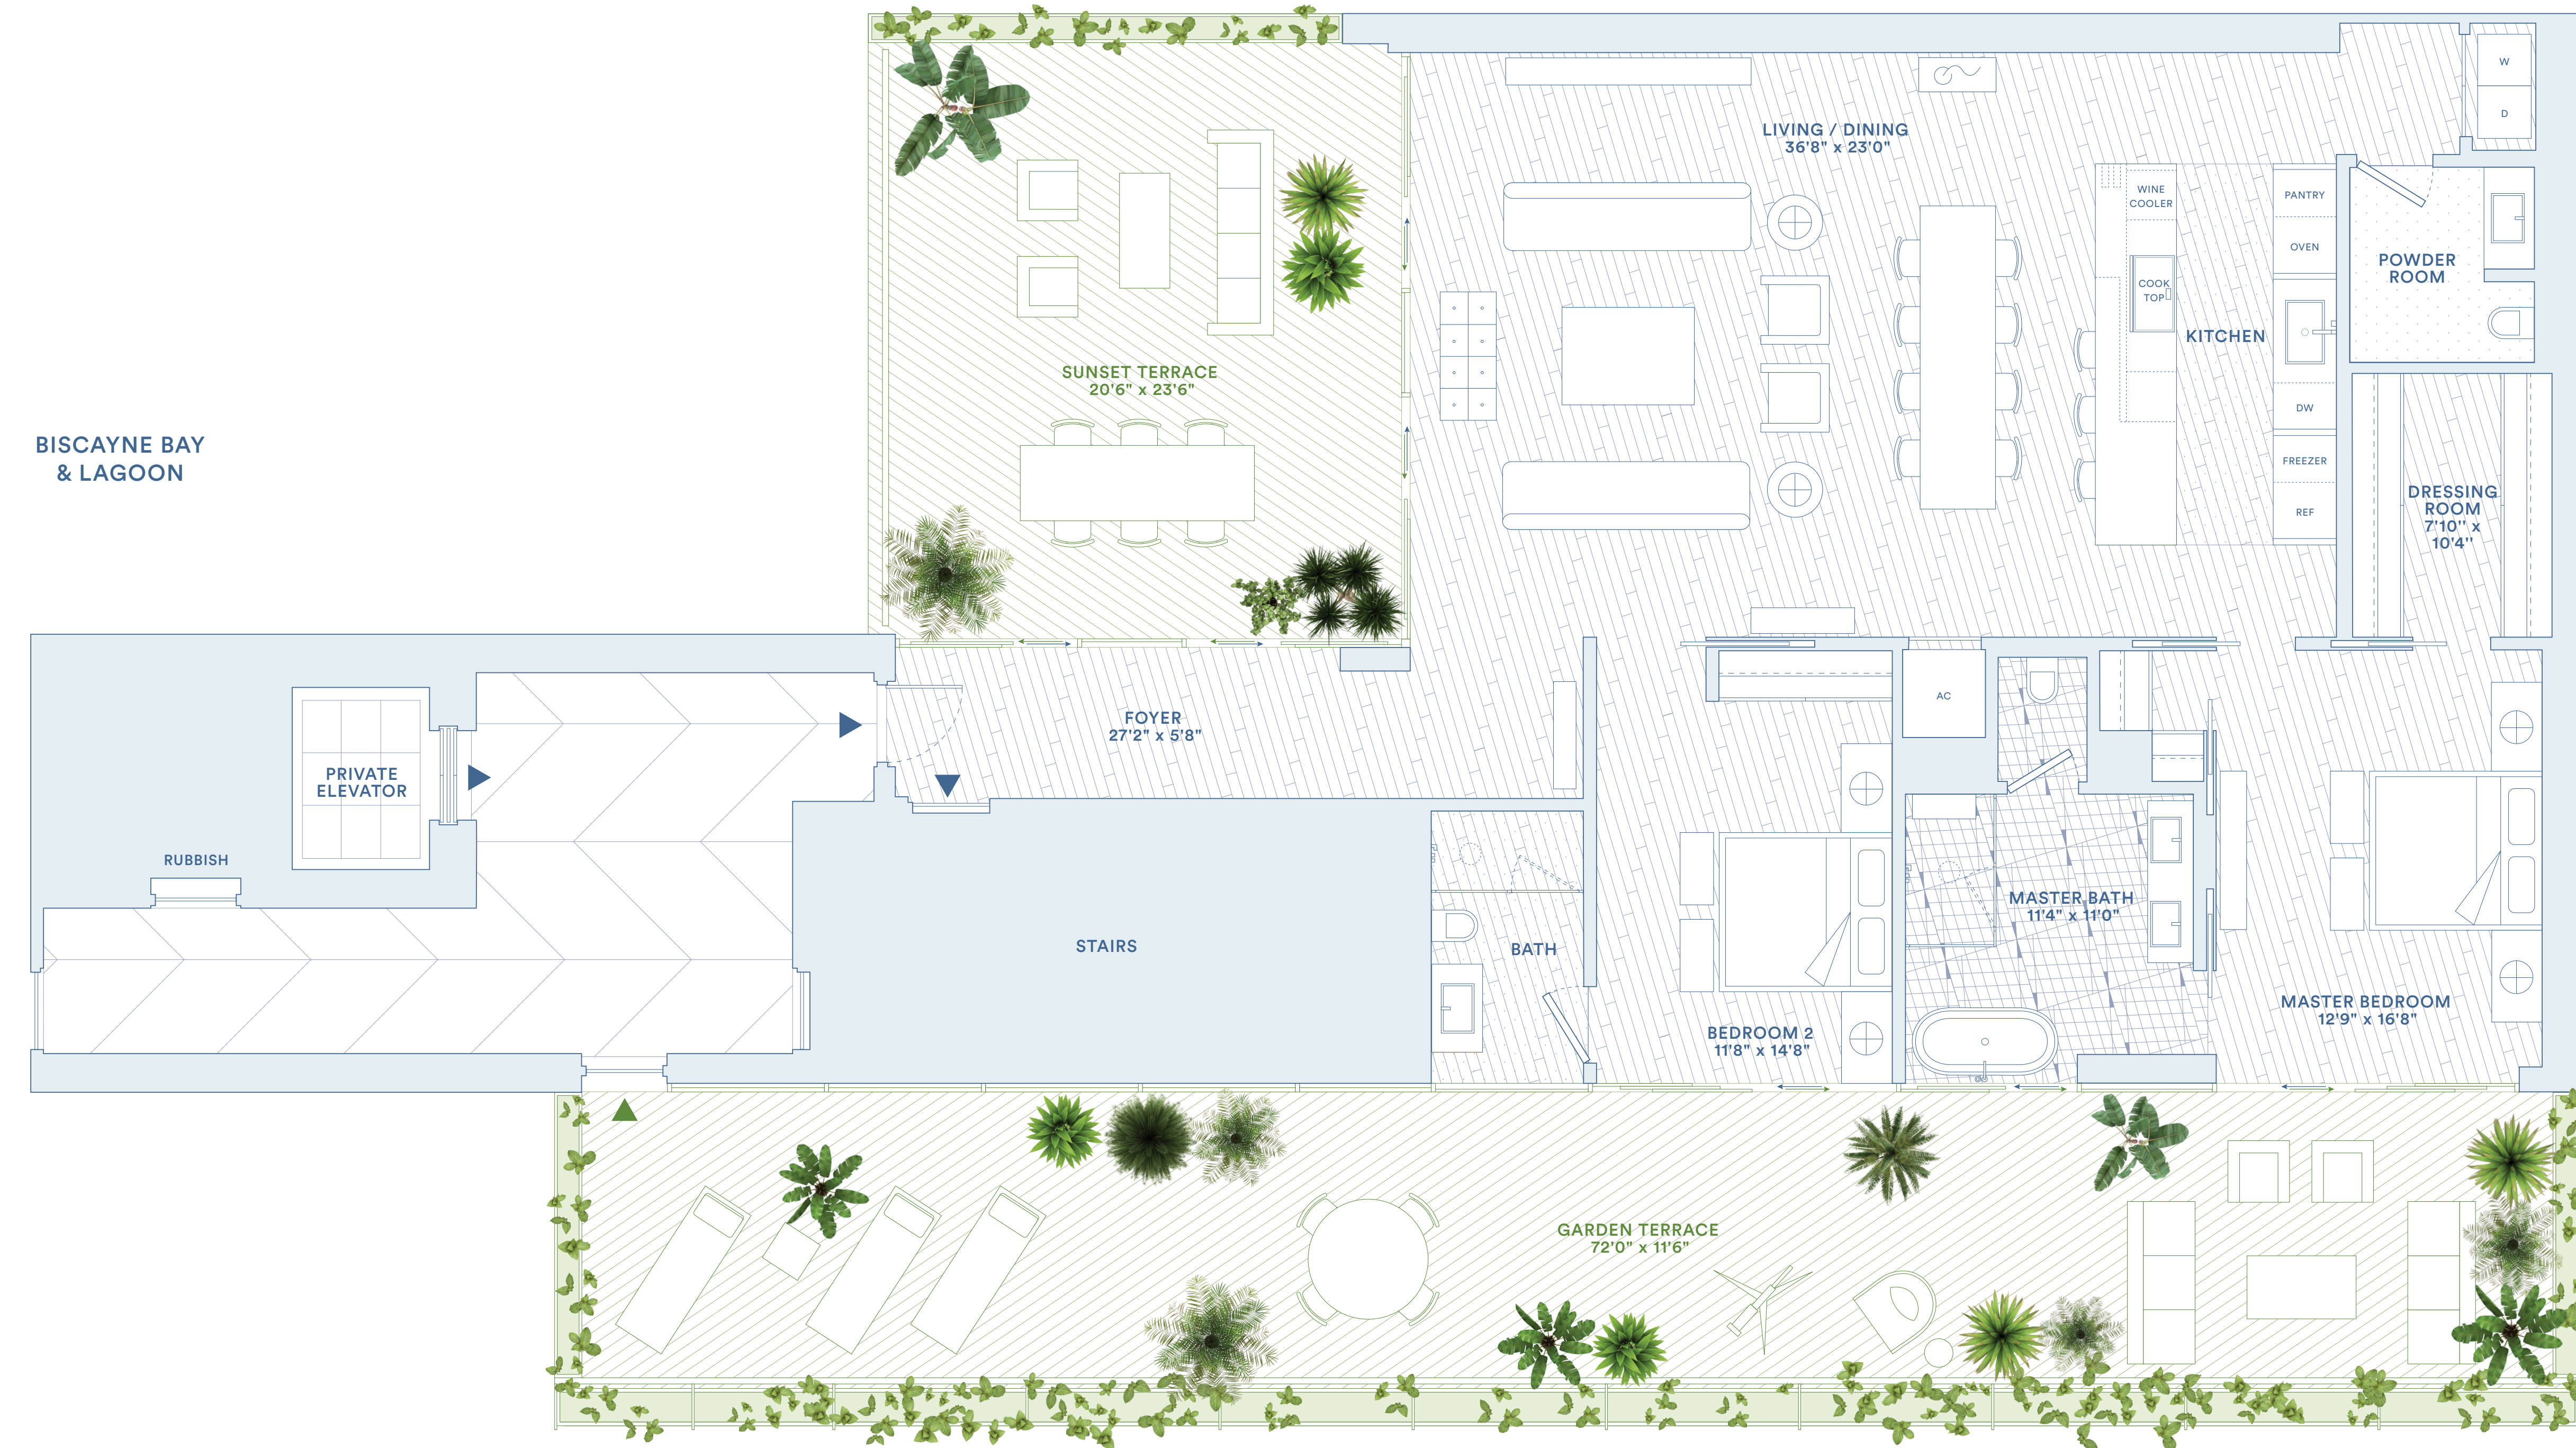 W
D
LIVING / DINING
36'8" x 23'0"
WINE
COOLER
PANTRY
OVEN
COOK
TOP
KITCHEN
POWDER
ROOM
SUNSET TERRACE
20'6" x 23'6"
DW
FREEZER
REF
DRESSING
ROOM
7'10'' x
10'4''
BISCAYNE BAY
& LAGOON
AC
FOYER
27'2" x 5'8"
PRIVATE
ELEVATOR
RUBBISH
STAIRS
BATH
MASTER BATH
11'4" x 11'0"
BEDROOM 2
11'8" x 14'8"
MASTER BEDROOM
12'9" x 16'8"
GARDEN TERRACE
72'0" x 11'6"